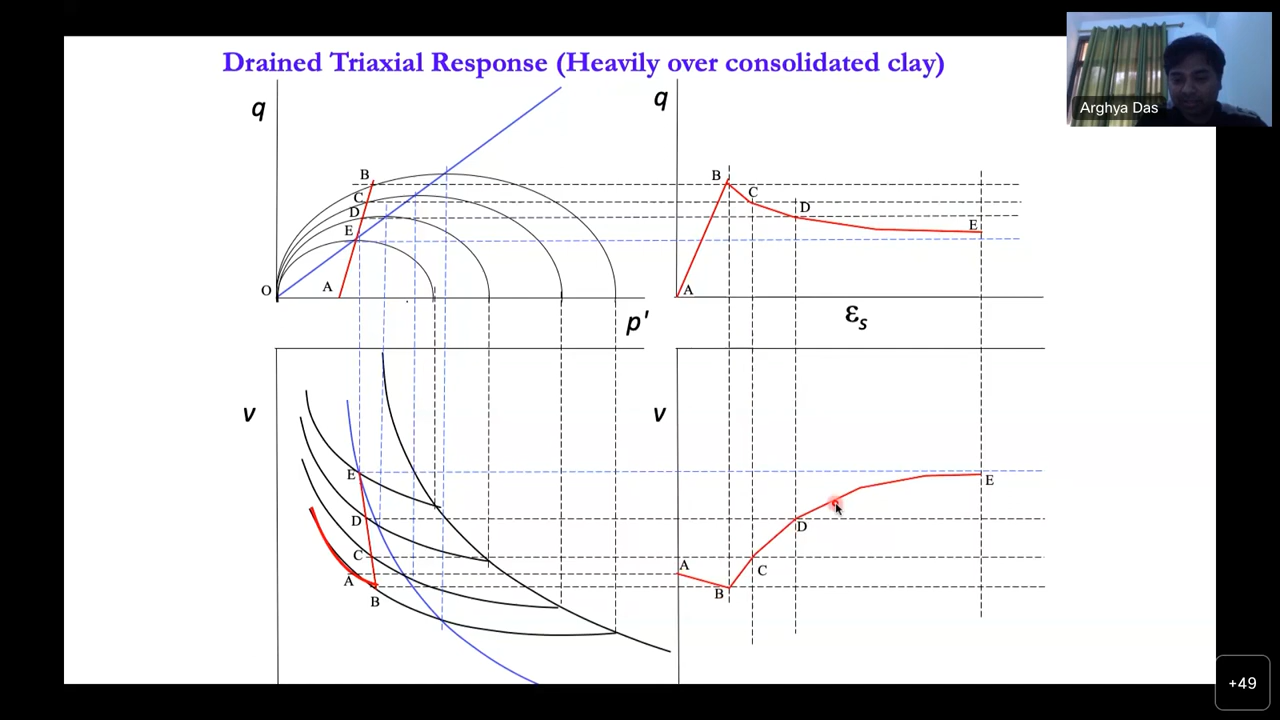 Drained Triaxial Response (Heavily over consolidated clay)
Arghya Das
q
B
C
D
E
O
A
p'
q
B
C
D
E
A
εs
v
E
D
C
A
B
v
A
B
C
D
E
+49